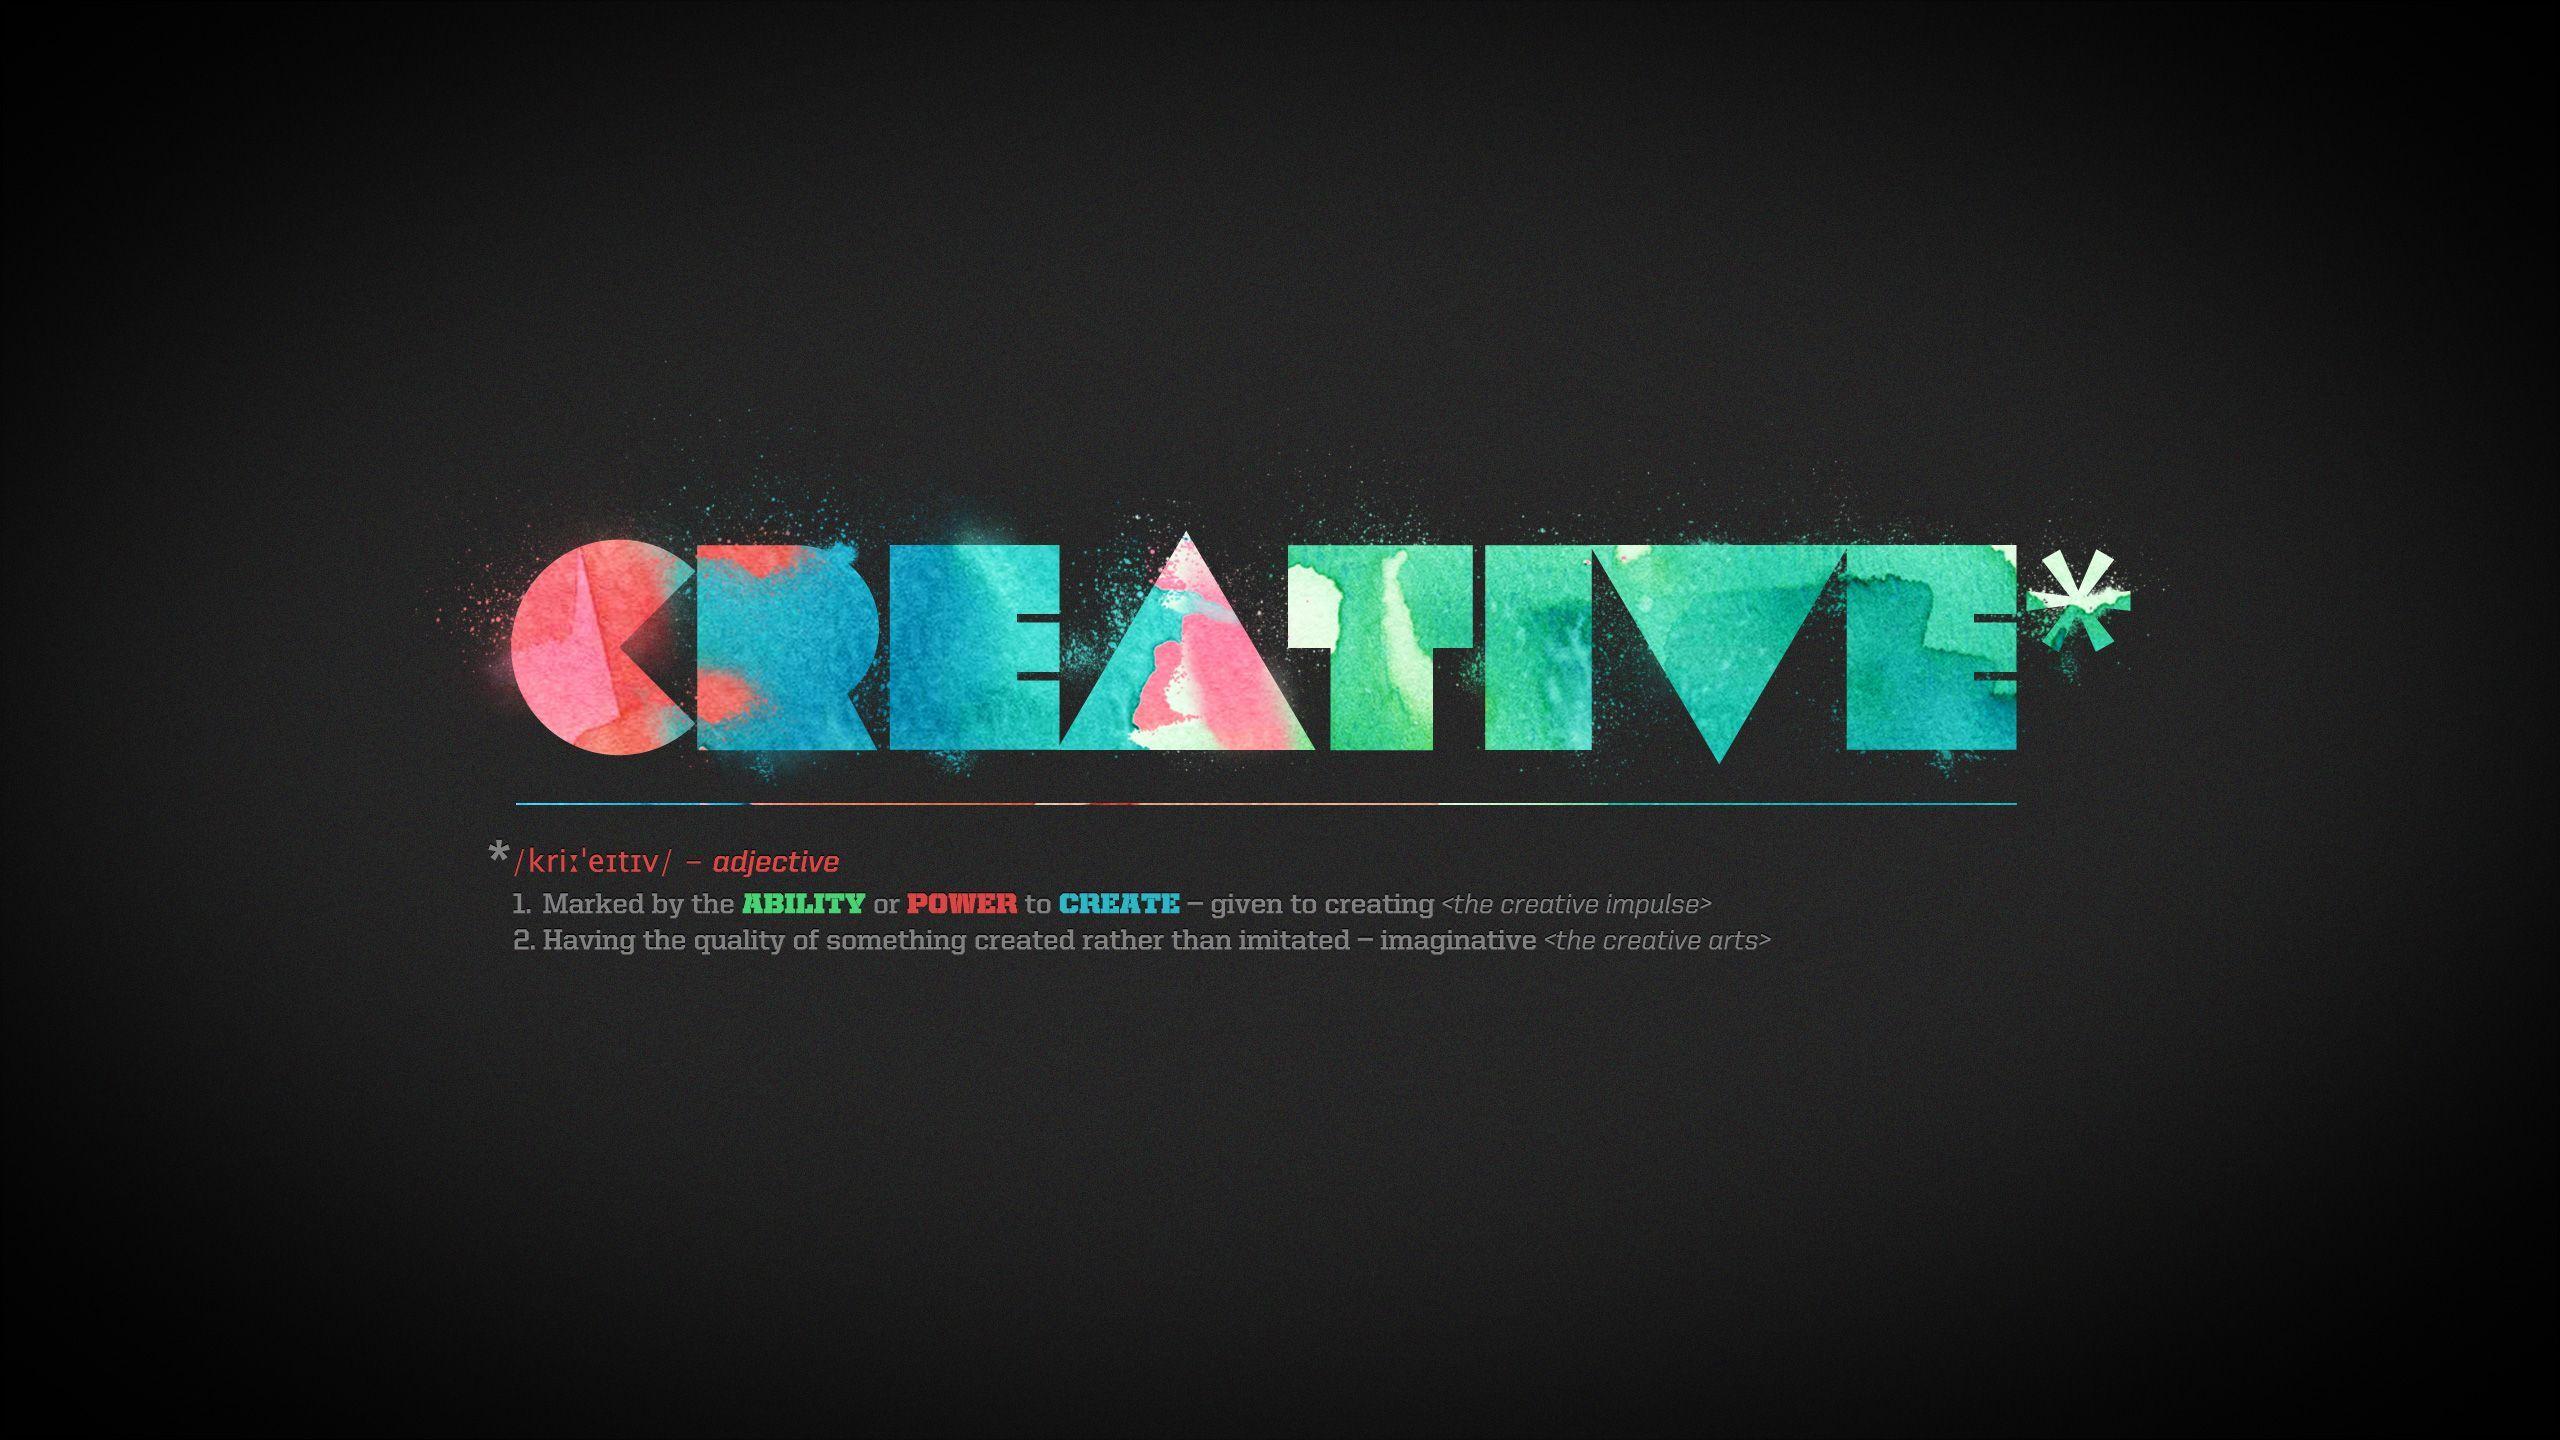 CREATIVE*
*/kriːˈeɪtɪv/ – adjective
1. Marked by the ABILITY or POWER to CREATE – given to creating <the creative impulse>
2. Having the quality of something created rather than imitated – imaginative <the creative arts>